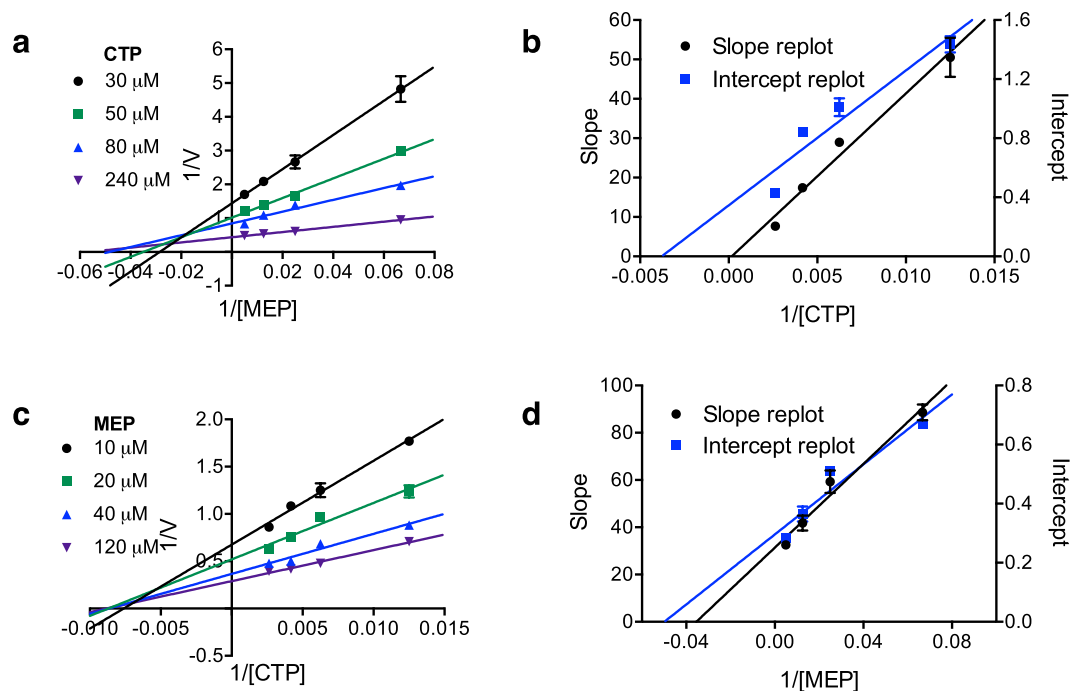 a
CTP
30 μM
50 μM
80 μM
240 μM
1/V
6
5
4
3
2
1
-1
-0.06 -0.04 -0.02 0.00 0.02 0.04 0.06 0.08
1/[MEP]
b
Slope replot
Intercept replot
Slope
60
50
40
30
20
10
0
Intercept
1.6
1.2
0.8
0.4
0.0
-0.005 0.000 0.005 0.010 0.015
1/[CTP]
c
MEP
10 μM
20 μM
40 μM
120 μM
1/V
2.0
1.5
1.0
0.5
-0.5
-0.010 -0.005 0.000 0.005 0.010 0.015
1/[CTP]
d
Slope replot
Intercept replot
Slope
100
80
60
40
20
0
Intercept
0.8
0.6
0.4
0.2
0.0
-0.04 0.00 0.04 0.08
1/[MEP]